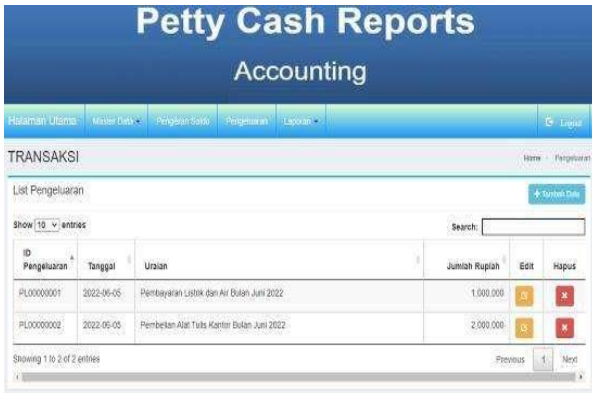 Petty Cash Reports
Accounting
Halaman Utama Master Data Pengisian Saldo Pengeluaran Laporan Logout
TRANSAKSI Home Pengeluaran
List Pengeluaran + Tambah Data
Show 10 entries Search:
ID Pengeluaran Tanggal Uraian Jumlah Rupiah Edit Hapus
PL00000001 2022-06-05 Pembayaran Listrik dan Air Bulan Juni 2022 1.000.000
PL00000002 2022-06-05 Pembelian Alat Tulis Kantor Bulan Juni 2022 2.000.000
Showing 1 to 2 of 2 entries Previous 1 Next